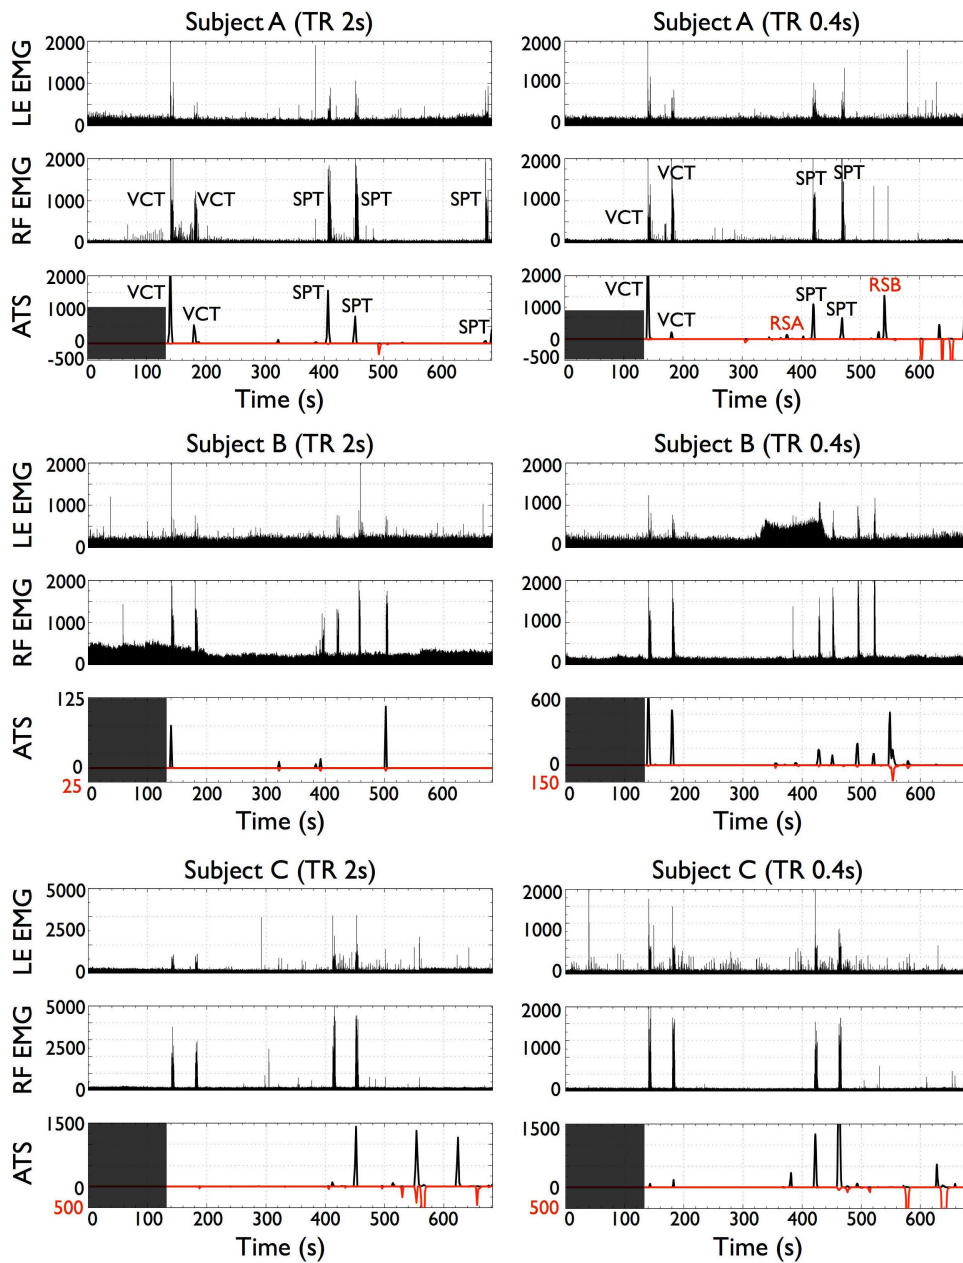 Subject A (TR 2s)
LE EMG
2000
1000
0
RF EMG
2000
1000
0
VCT VCT SPT SPT SPT
ATS
2000
1000
0
-500
VCT VCT SPT SPT SPT
0 100 200 300 400 500 600
Time (s)
Subject A (TR 0.4s)
2000
1000
0
2000
1000
0
VCT VCT SPT SPT
2000
1000
0
-500
VCT VCT RSA SPT SPT RSB
0 100 200 300 400 500 600
Time (s)
Subject B (TR 2s)
LE EMG
2000
1000
0
RF EMG
2000
1000
0
ATS
125
0
25
0 100 200 300 400 500 600
Time (s)
Subject B (TR 0.4s)
2000
1000
0
2000
1000
0
600
0
150
0 100 200 300 400 500 600
Time (s)
Subject C (TR 2s)
LE EMG
5000
2500
0
RF EMG
5000
2500
0
ATS
1500
0
500
0 100 200 300 400 500 600
Time (s)
Subject C (TR 0.4s)
2000
1000
0
2000
1000
0
1500
0
500
0 100 200 300 400 500 600
Time (s)